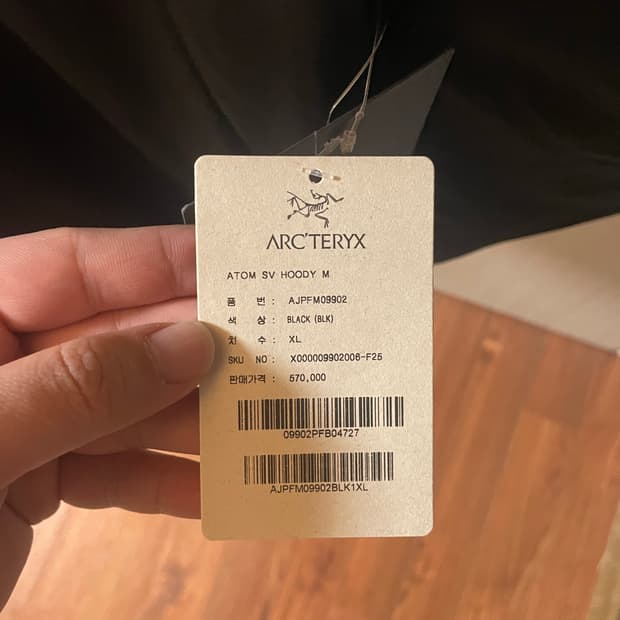 ARC'TERYX
ATOM SV HOODY M
품 번 : AJPFM09902
색 상 : BLACK (BLK)
치 수 : XL
SKU NO : X000009902006-F25
판매가격 : 570,000
09902PFB04727
AJPFM09902BLK1XL